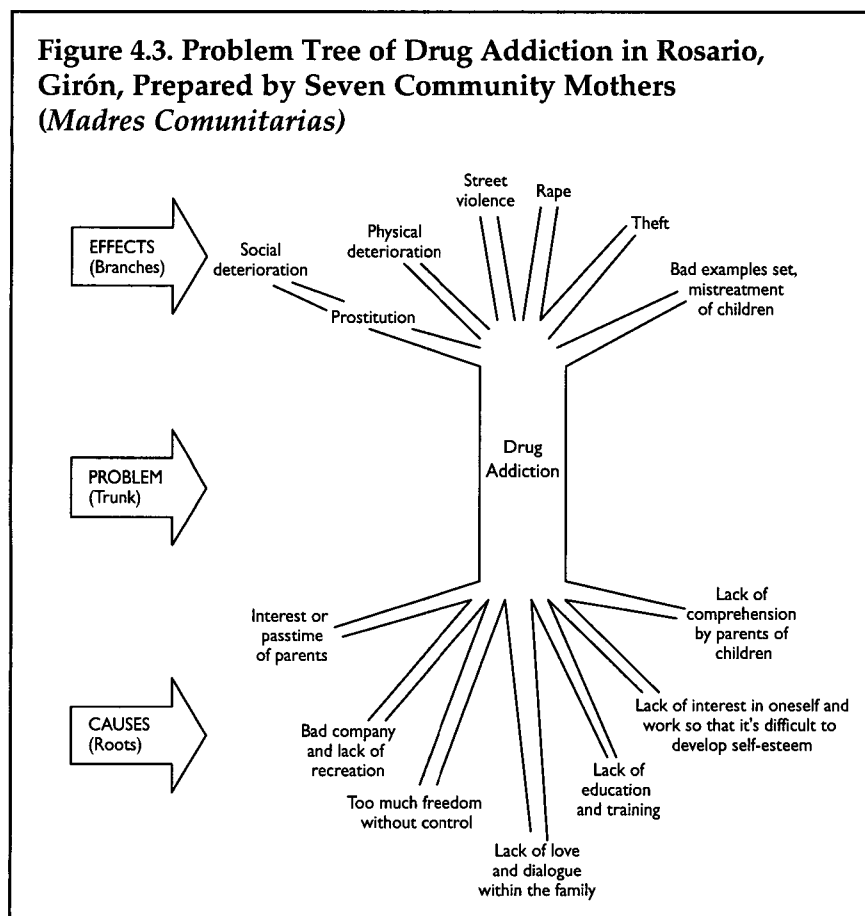 Figure 4.3. Problem Tree of Drug Addiction in Rosario,
Girón, Prepared by Seven Community Mothers
(Madres Comunitarias)
EFFECTS
(Branches)
Social
deterioration
Prostitution
Physical
deterioration
Street
violence
Rape
Theft
Bad examples set,
mistreatment
of children
PROBLEM
(Trunk)
Drug
Addiction
CAUSES
(Roots)
Interest or
passtime
of parents
Bad company
and lack of
recreation
Too much freedom
without control
Lack of love
and dialogue
within the family
Lack of
education
and training
Lack of interest in oneself and
work so that it's difficult to
develop self-esteem
Lack of
comprehension
by parents of
children